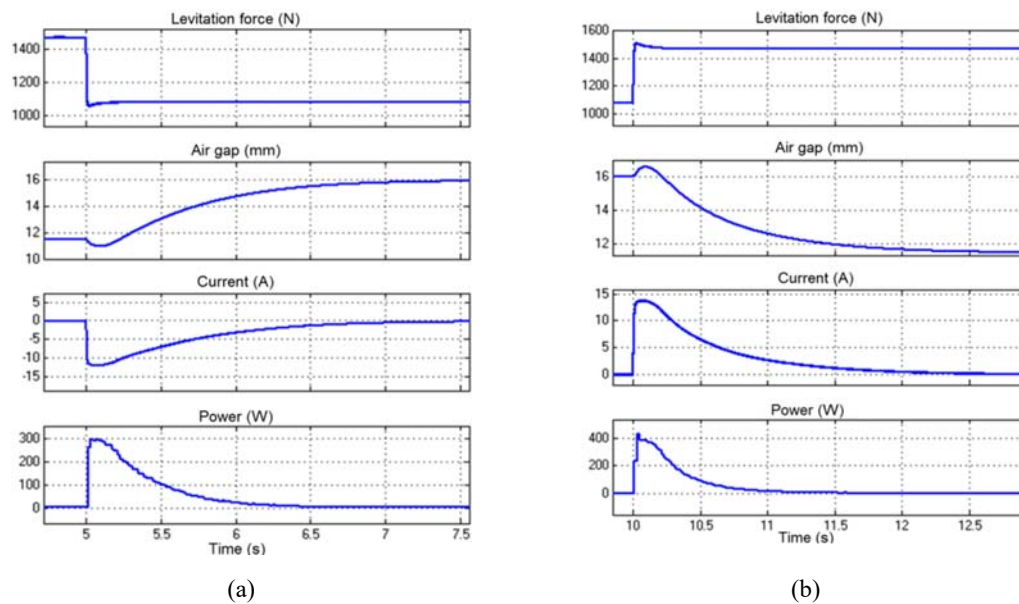 Levitation force (N)
1400
1200
1000
Air gap (mm)
16
14
12
10
Current (A)
5
0
-5
-10
-15
Power (W)
300
200
100
0
5 5.5 6 6.5 7 7.5
Time (s)
(a)
Levitation force (N)
1600
1400
1200
1000
Air gap (mm)
16
14
12
Current (A)
15
10
5
0
Power (W)
400
200
0
10 10.5 11 11.5 12 12.5
Time (s)
(b)